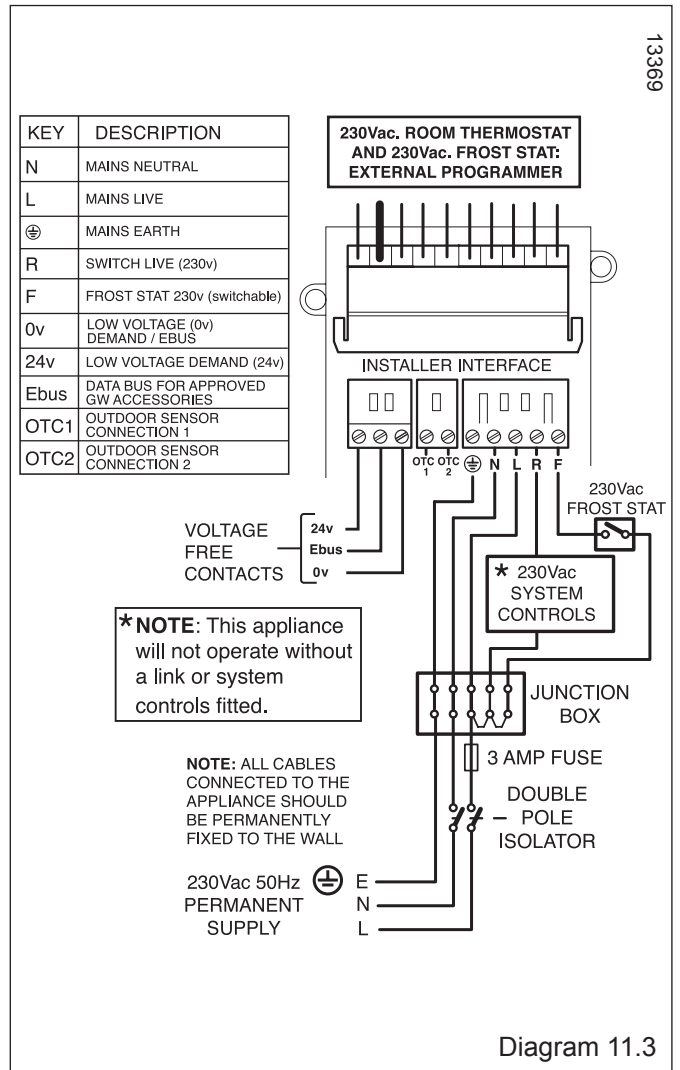 13369
KEY DESCRIPTION
N MAINS NEUTRAL
L MAINS LIVE
⏚ MAINS EARTH
R SWITCH LIVE (230v)
F FROST STAT 230v (switchable)
0v LOW VOLTAGE (0v)
DEMAND / EBUS
24v LOW VOLTAGE DEMAND (24v)
Ebus DATA BUS FOR APPROVED
GW ACCESSORIES
OTC1 OUTDOOR SENSOR
CONNECTION 1
OTC2 OUTDOOR SENSOR
CONNECTION 2
230Vac. ROOM THERMOSTAT
AND 230Vac. FROST STAT:
EXTERNAL PROGRAMMER
INSTALLER INTERFACE
OTC 1 OTC 2 ⏚ N L R F
230Vac
FROST STAT
VOLTAGE
FREE
CONTACTS
24v
Ebus
0v
* 230Vac
SYSTEM
CONTROLS
*NOTE: This appliance
will not operate without
a link or system
controls fitted.
JUNCTION
BOX
3 AMP FUSE
NOTE: ALL CABLES
CONNECTED TO THE
APPLIANCE SHOULD
BE PERMANENTLY
FIXED TO THE WALL
DOUBLE
POLE
ISOLATOR
230Vac 50Hz ⏚ E
PERMANENT N
SUPPLY L
Diagram 11.3